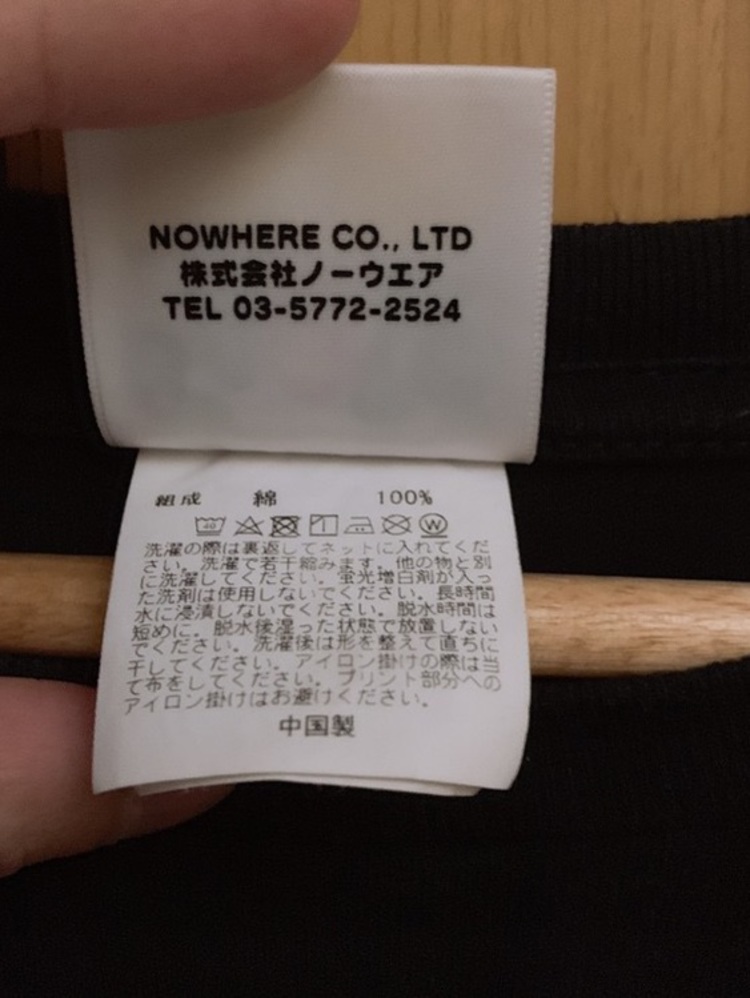 NOWHERE CO., LTD
株式会社ノーウエア
TEL 03-5772-2524
組成 綿 100%
40 W
洗濯の際は裏返してネットに入れてくだ
さい。洗濯で若干縮みます。他の物と別
に洗濯してください。蛍光増白剤が入っ
た洗剤は使用しないでください。長時間
水に浸漬しないでください。脱水時間は
短めに。脱水後湿った状態で放置しない
でください。洗濯後は形を整えて直ちに
干してください。アイロン掛けの際は当
て布をしてください。プリント部分への
アイロン掛けはお避けください。
中国製